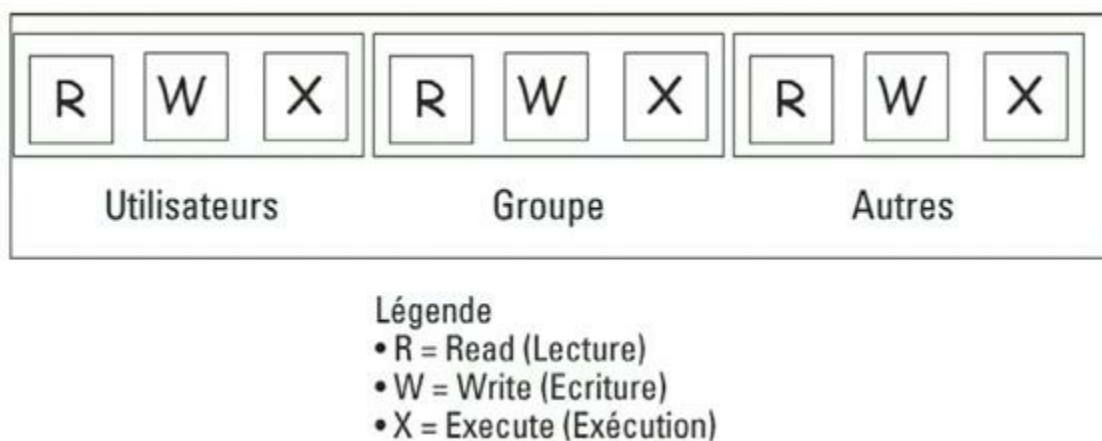 R W X R W X R W X
Utilisateurs Groupe Autres
Légende
• R = Read (Lecture)
• W = Write (Ecriture)
• X = Execute (Exécution)